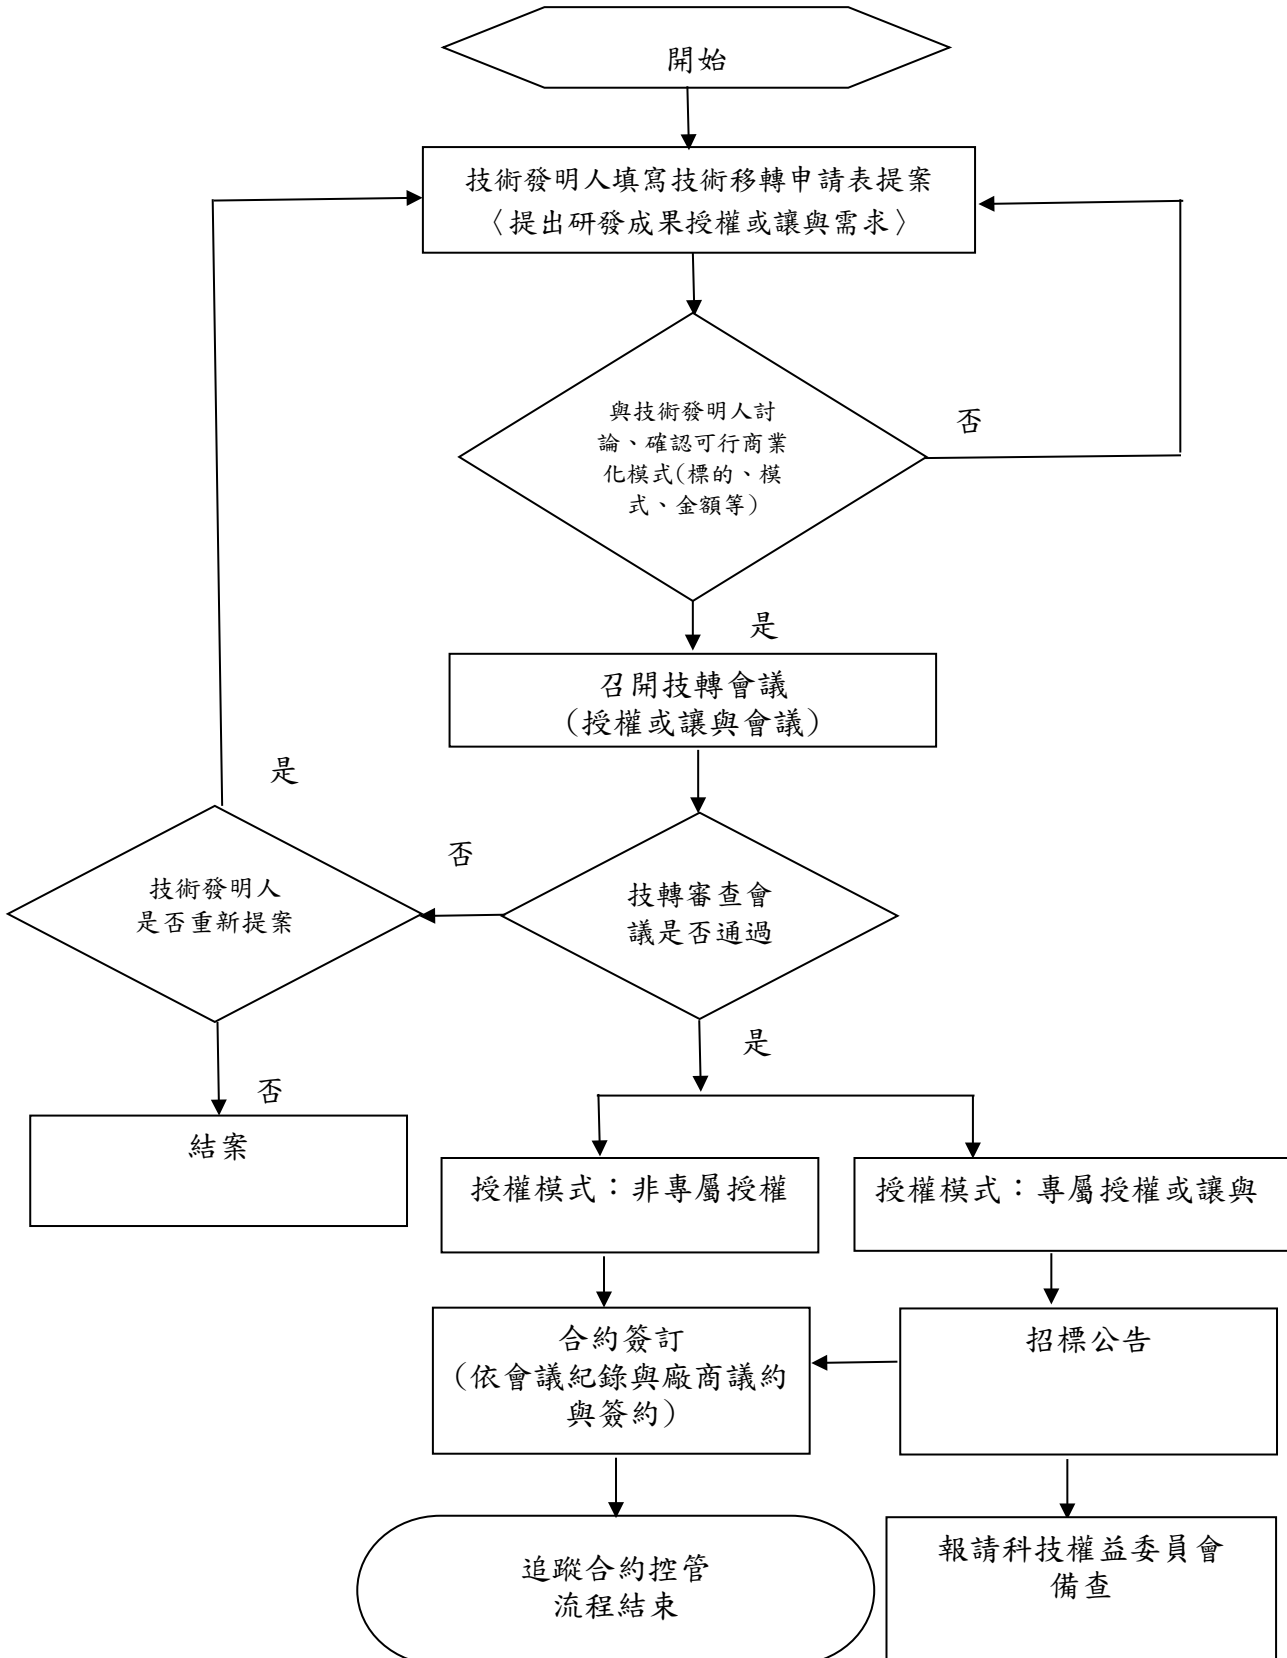 開始
技術發明人填寫技術移轉申請表提案
〈提出研發成果授權或讓與需求〉
與技術發明人討
論、確認可行商業
化模式(標的、模
式、金額等)
否
是
召開技轉會議
(授權或讓與會議)
是
否
技術發明人
是否重新提案
技轉審查會
議是否通過
是
否
結案
授權模式：非專屬授權
授權模式：專屬授權或讓與
合約簽訂
(依會議紀錄與廠商議約
與簽約)
招標公告
追蹤合約控管
流程結束
報請科技權益委員會
備查